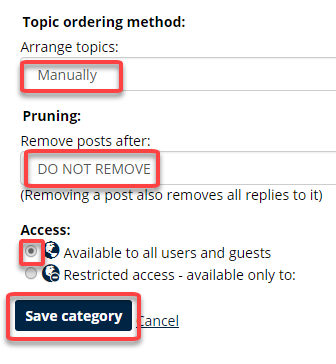 Topic ordering method:
Arrange topics:
Manually
Pruning:
Remove posts after:
DO NOT REMOVE
(Removing a post also removes all replies to it)
Access:
Available to all users and guests
Restricted access - available only to:
Save category Cancel